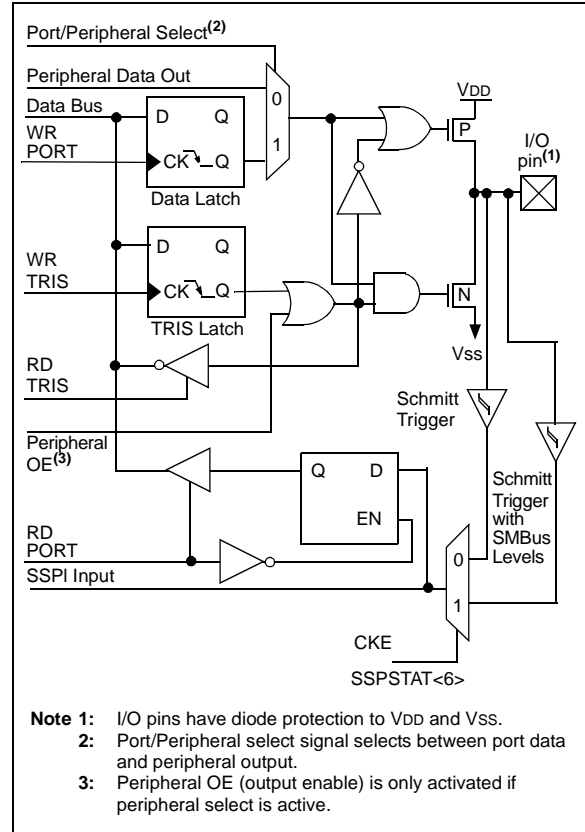 Port/Peripheral Select(2)
Peripheral Data Out
Data Bus
WR
PORT
D Q
CK Q
Data Latch
0
1
VDD
P
I/O
pin(1)
WR
TRIS
D Q
CK Q
TRIS Latch
N
Vss
RD
TRIS
Schmitt
Trigger
Peripheral
OE(3)
Q D
EN
Schmitt
Trigger
with
SMBus
Levels
RD
PORT
SSPl Input
0
1
CKE
SSPSTAT<6>
Note 1: I/O pins have diode protection to VDD and VSS.
2: Port/Peripheral select signal selects between port data
and peripheral output.
3: Peripheral OE (output enable) is only activated if
peripheral select is active.